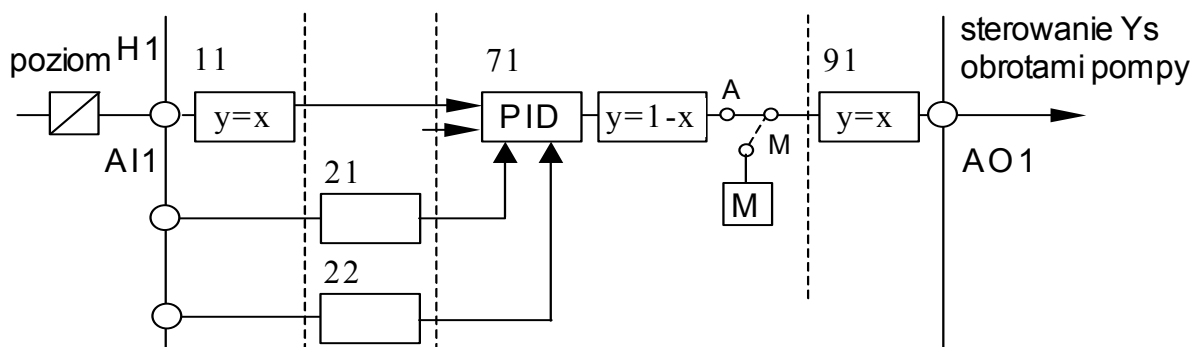 poziom H1
AI1
11
y=x
21
22
71
PID
y=1-x
A
M
M
91
y=x
AO1
sterowanie Ys
obrotami pompy